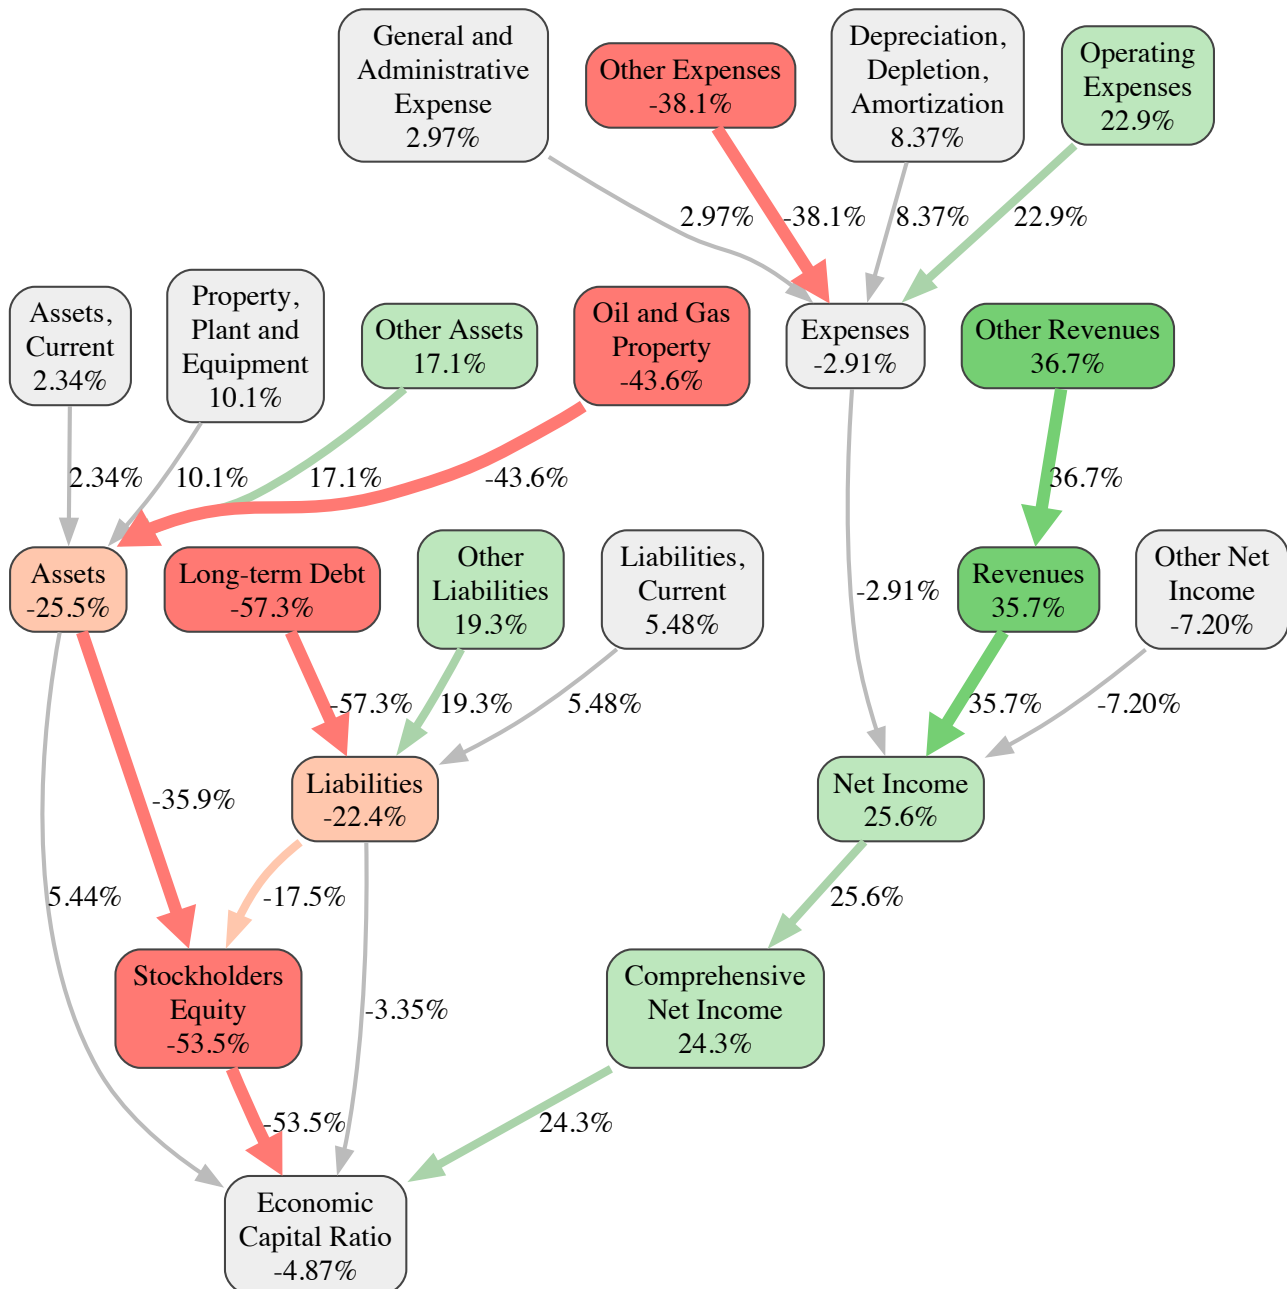 General and
Administrative
Expense
2.97%
Other Expenses
-38.1%
Depreciation,
Depletion,
Amortization
8.37%
Operating
Expenses
22.9%
2.97%
-38.1%
8.37%
22.9%
Assets,
Current
2.34%
Property,
Plant and
Equipment
10.1%
Other Assets
17.1%
Oil and Gas
Property
-43.6%
Expenses
-2.91%
Other Revenues
36.7%
2.34%
10.1%
17.1%
-43.6%
36.7%
Assets
-25.5%
Long-term Debt
-57.3%
Other
Liabilities
19.3%
Liabilities,
Current
5.48%
-2.91%
Revenues
35.7%
Other Net
Income
-7.20%
-57.3%
19.3%
5.48%
35.7%
-7.20%
-35.9%
Liabilities
-22.4%
Net Income
25.6%
5.44%
-17.5%
25.6%
Stockholders
Equity
-53.5%
-3.35%
Comprehensive
Net Income
24.3%
-53.5%
24.3%
Economic
Capital Ratio
-4.87%